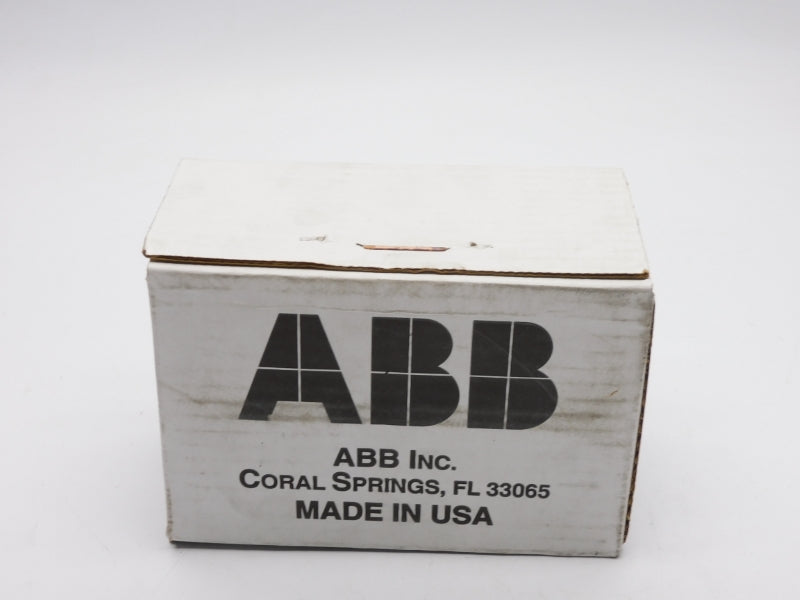 ABB
ABB INC.
CORAL SPRINGS, FL 33065
MADE IN USA